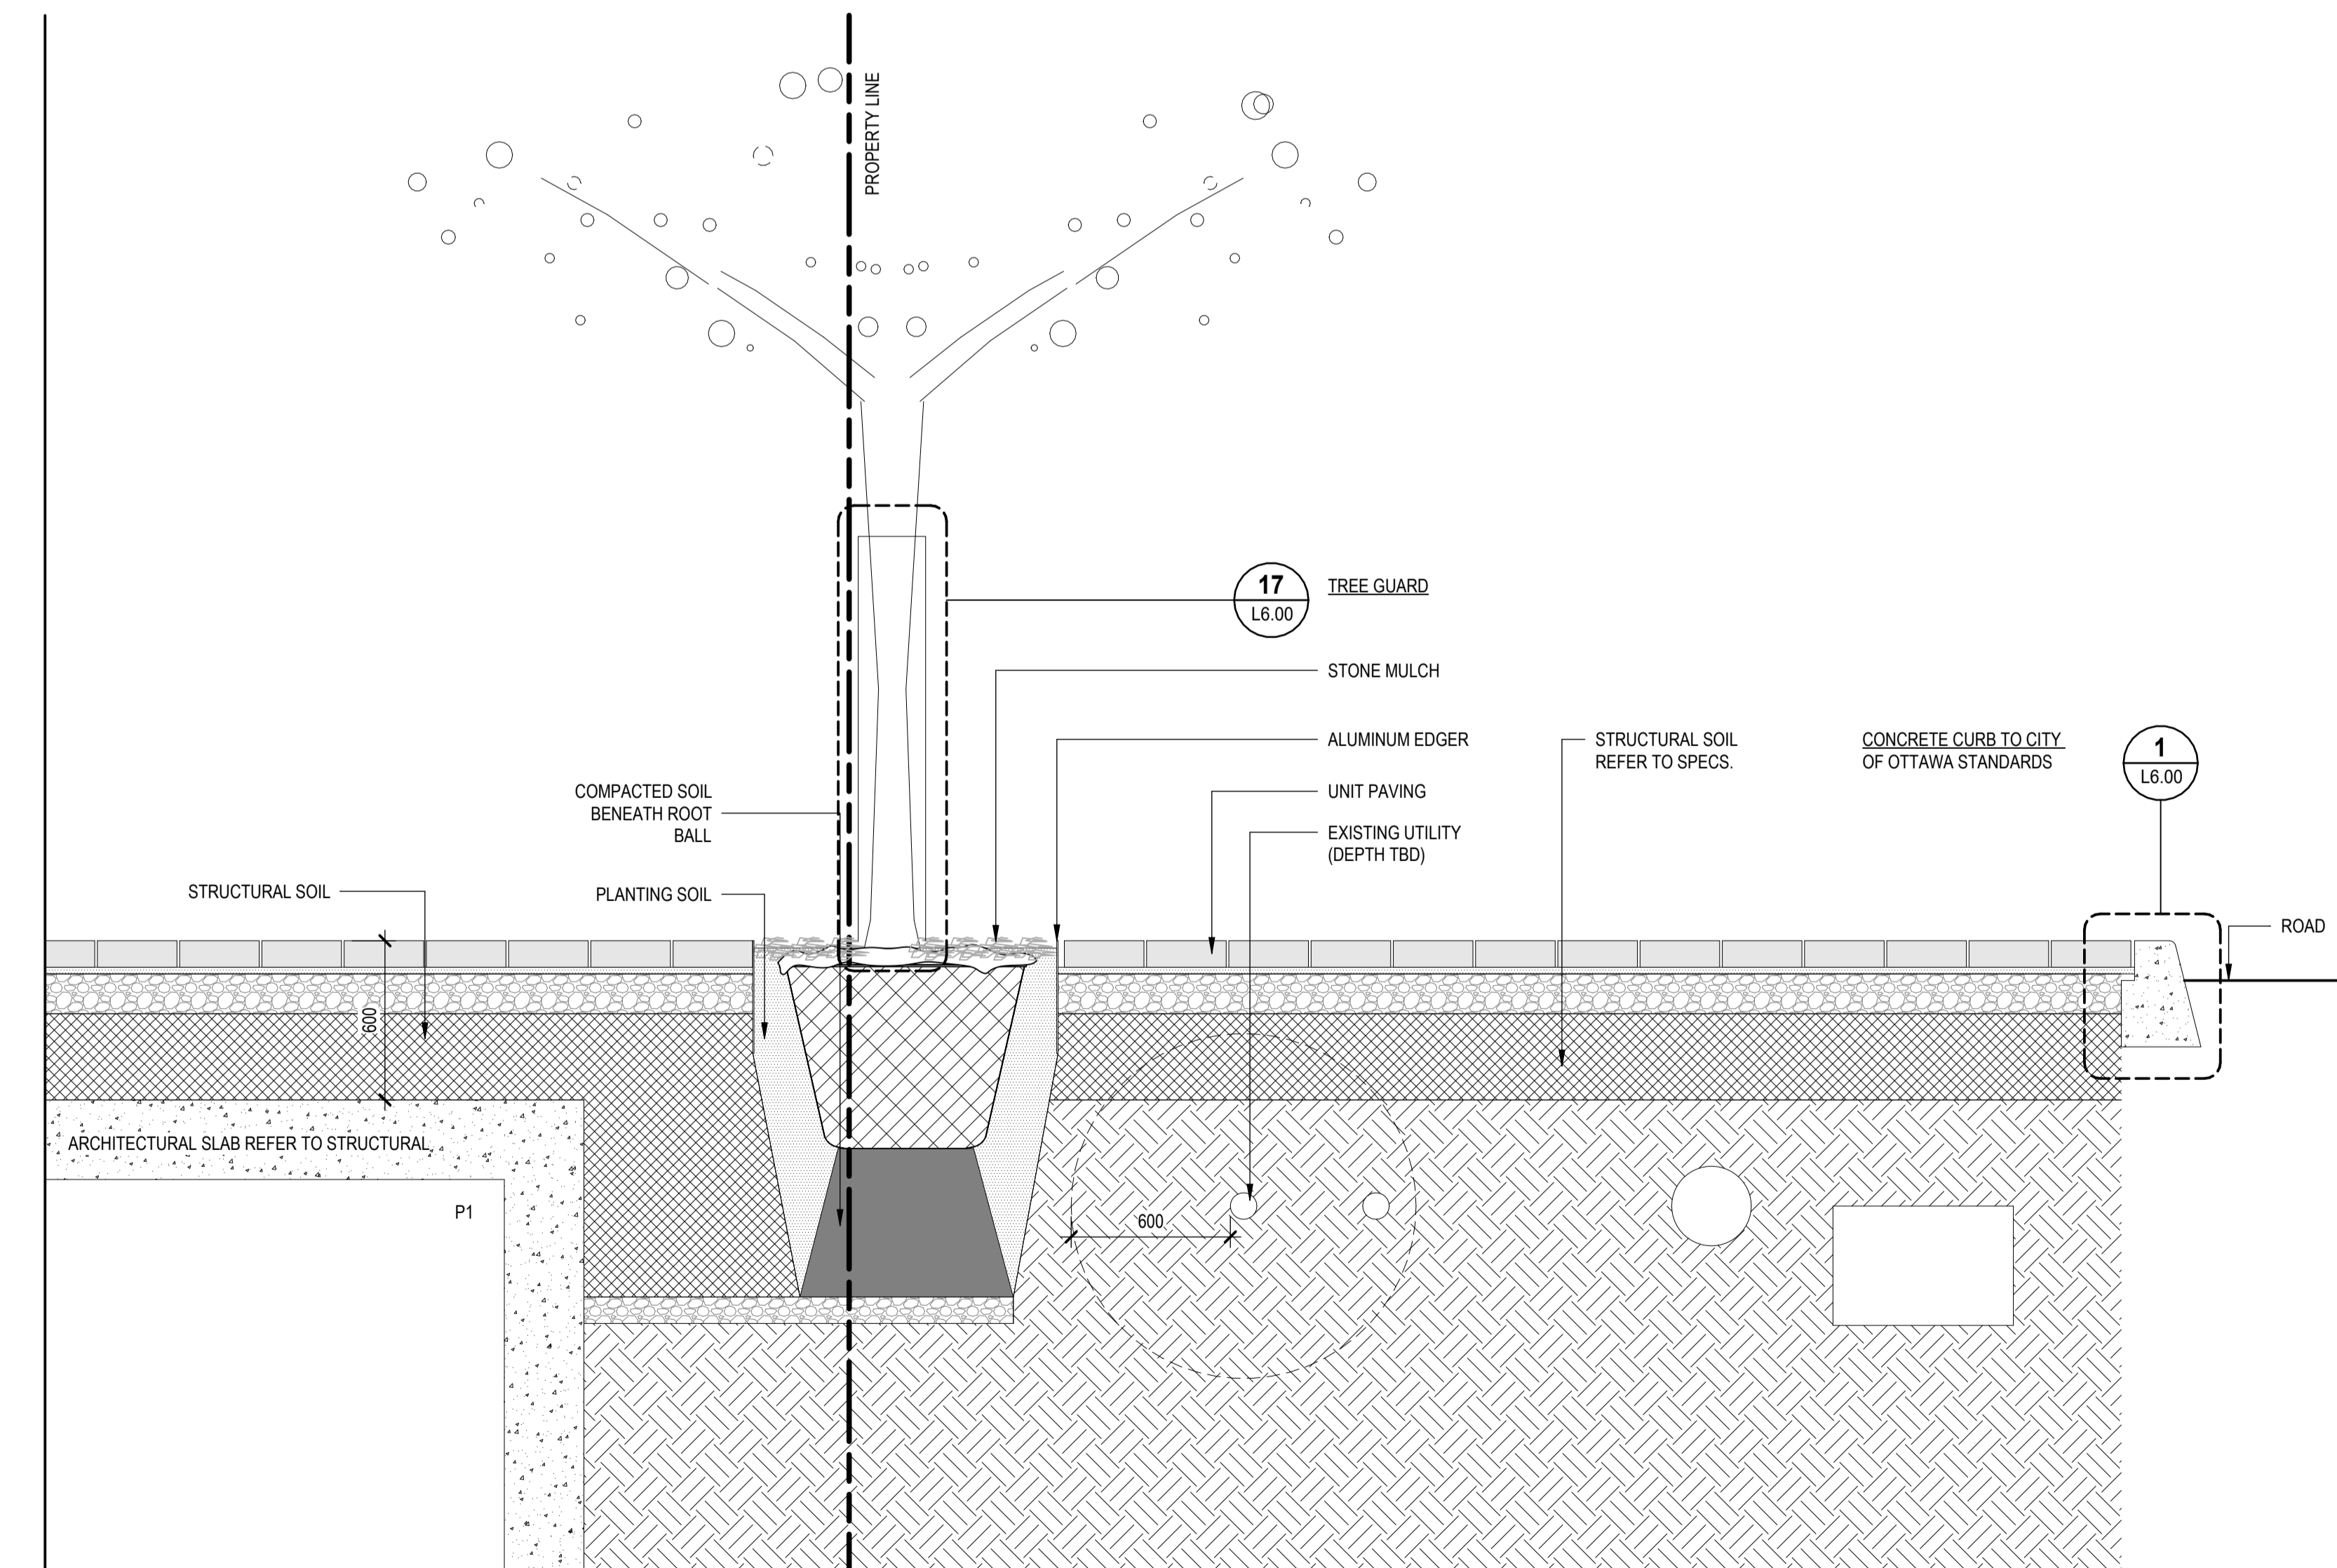 PROPERTY LINE
17
L6.00
TREE GUARD
STONE MULCH
ALUMINUM EDGER
STRUCTURAL SOIL
REFER TO SPECS.
CONCRETE CURB TO CITY
OF OTTAWA STANDARDS
1
L6.00
COMPACTED SOIL
BENEATH ROOT
BALL
UNIT PAVING
EXISTING UTILITY
(DEPTH TBD)
STRUCTURAL SOIL
PLANTING SOIL
ROAD
600
ARCHITECTURAL SLAB REFER TO STRUCTURAL
P1
600